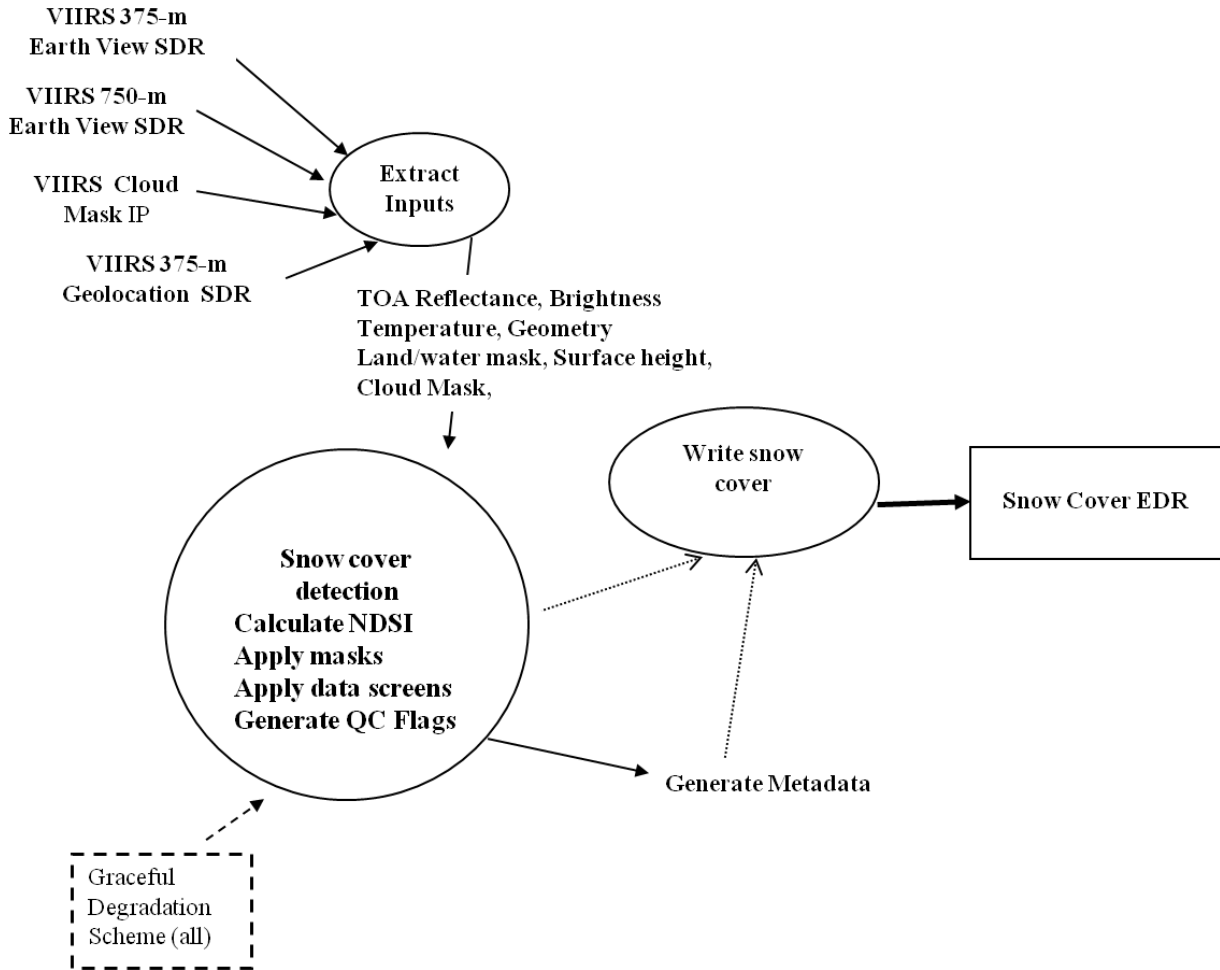 VIIRS 375-m
Earth View SDR
VIIRS 750-m
Earth View SDR
VIIRS Cloud
Mask IP
VIIRS 375-m
Geolocation SDR
Extract
Inputs
TOA Reflectance, Brightness
Temperature, Geometry
Land/water mask, Surface height,
Cloud Mask,
Write snow
cover
Snow Cover EDR
Snow cover
detection
Calculate NDSI
Apply masks
Apply data screens
Generate QC Flags
Generate Metadata
Graceful
Degradation
Scheme (all)